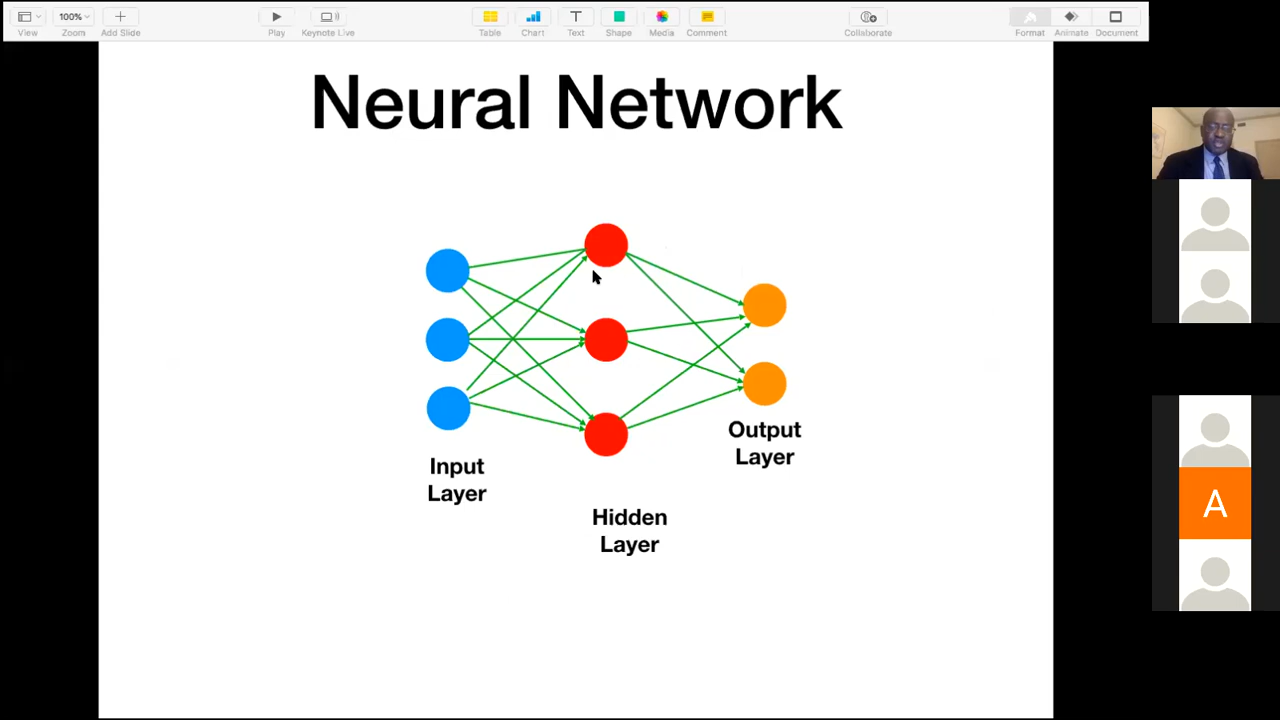 100%
View
Zoom
Add Slide
Play
Keynote Live
Table
Chart
Text
Shape
Media
Comment
Collaborate
Format
Animate
Document
Neural Network
Input
Layer
Hidden
Layer
Output
Layer
A